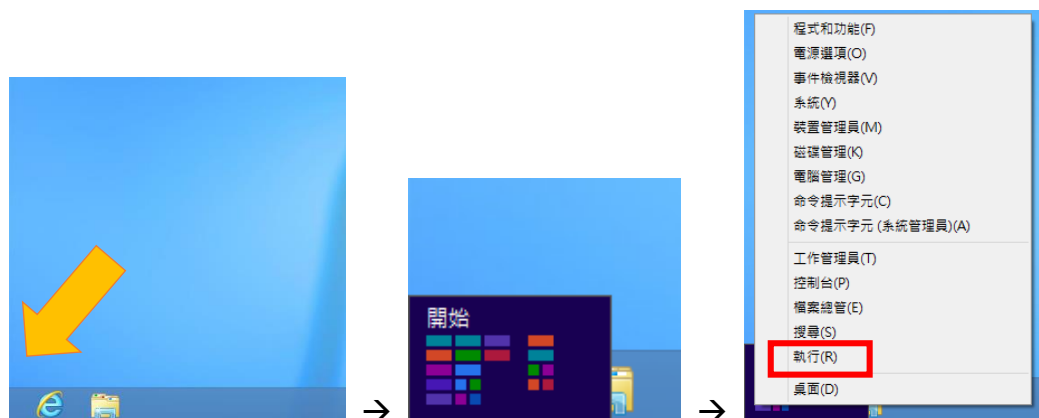 開始
程式和功能(F)
電源選項(O)
事件檢視器(V)
系統(Y)
裝置管理員(M)
磁碟管理(K)
電腦管理(G)
命令提示字元(C)
命令提示字元 (系統管理員)(A)
工作管理員(T)
控制台(P)
檔案總管(E)
搜尋(S)
執行(R)
桌面(D)